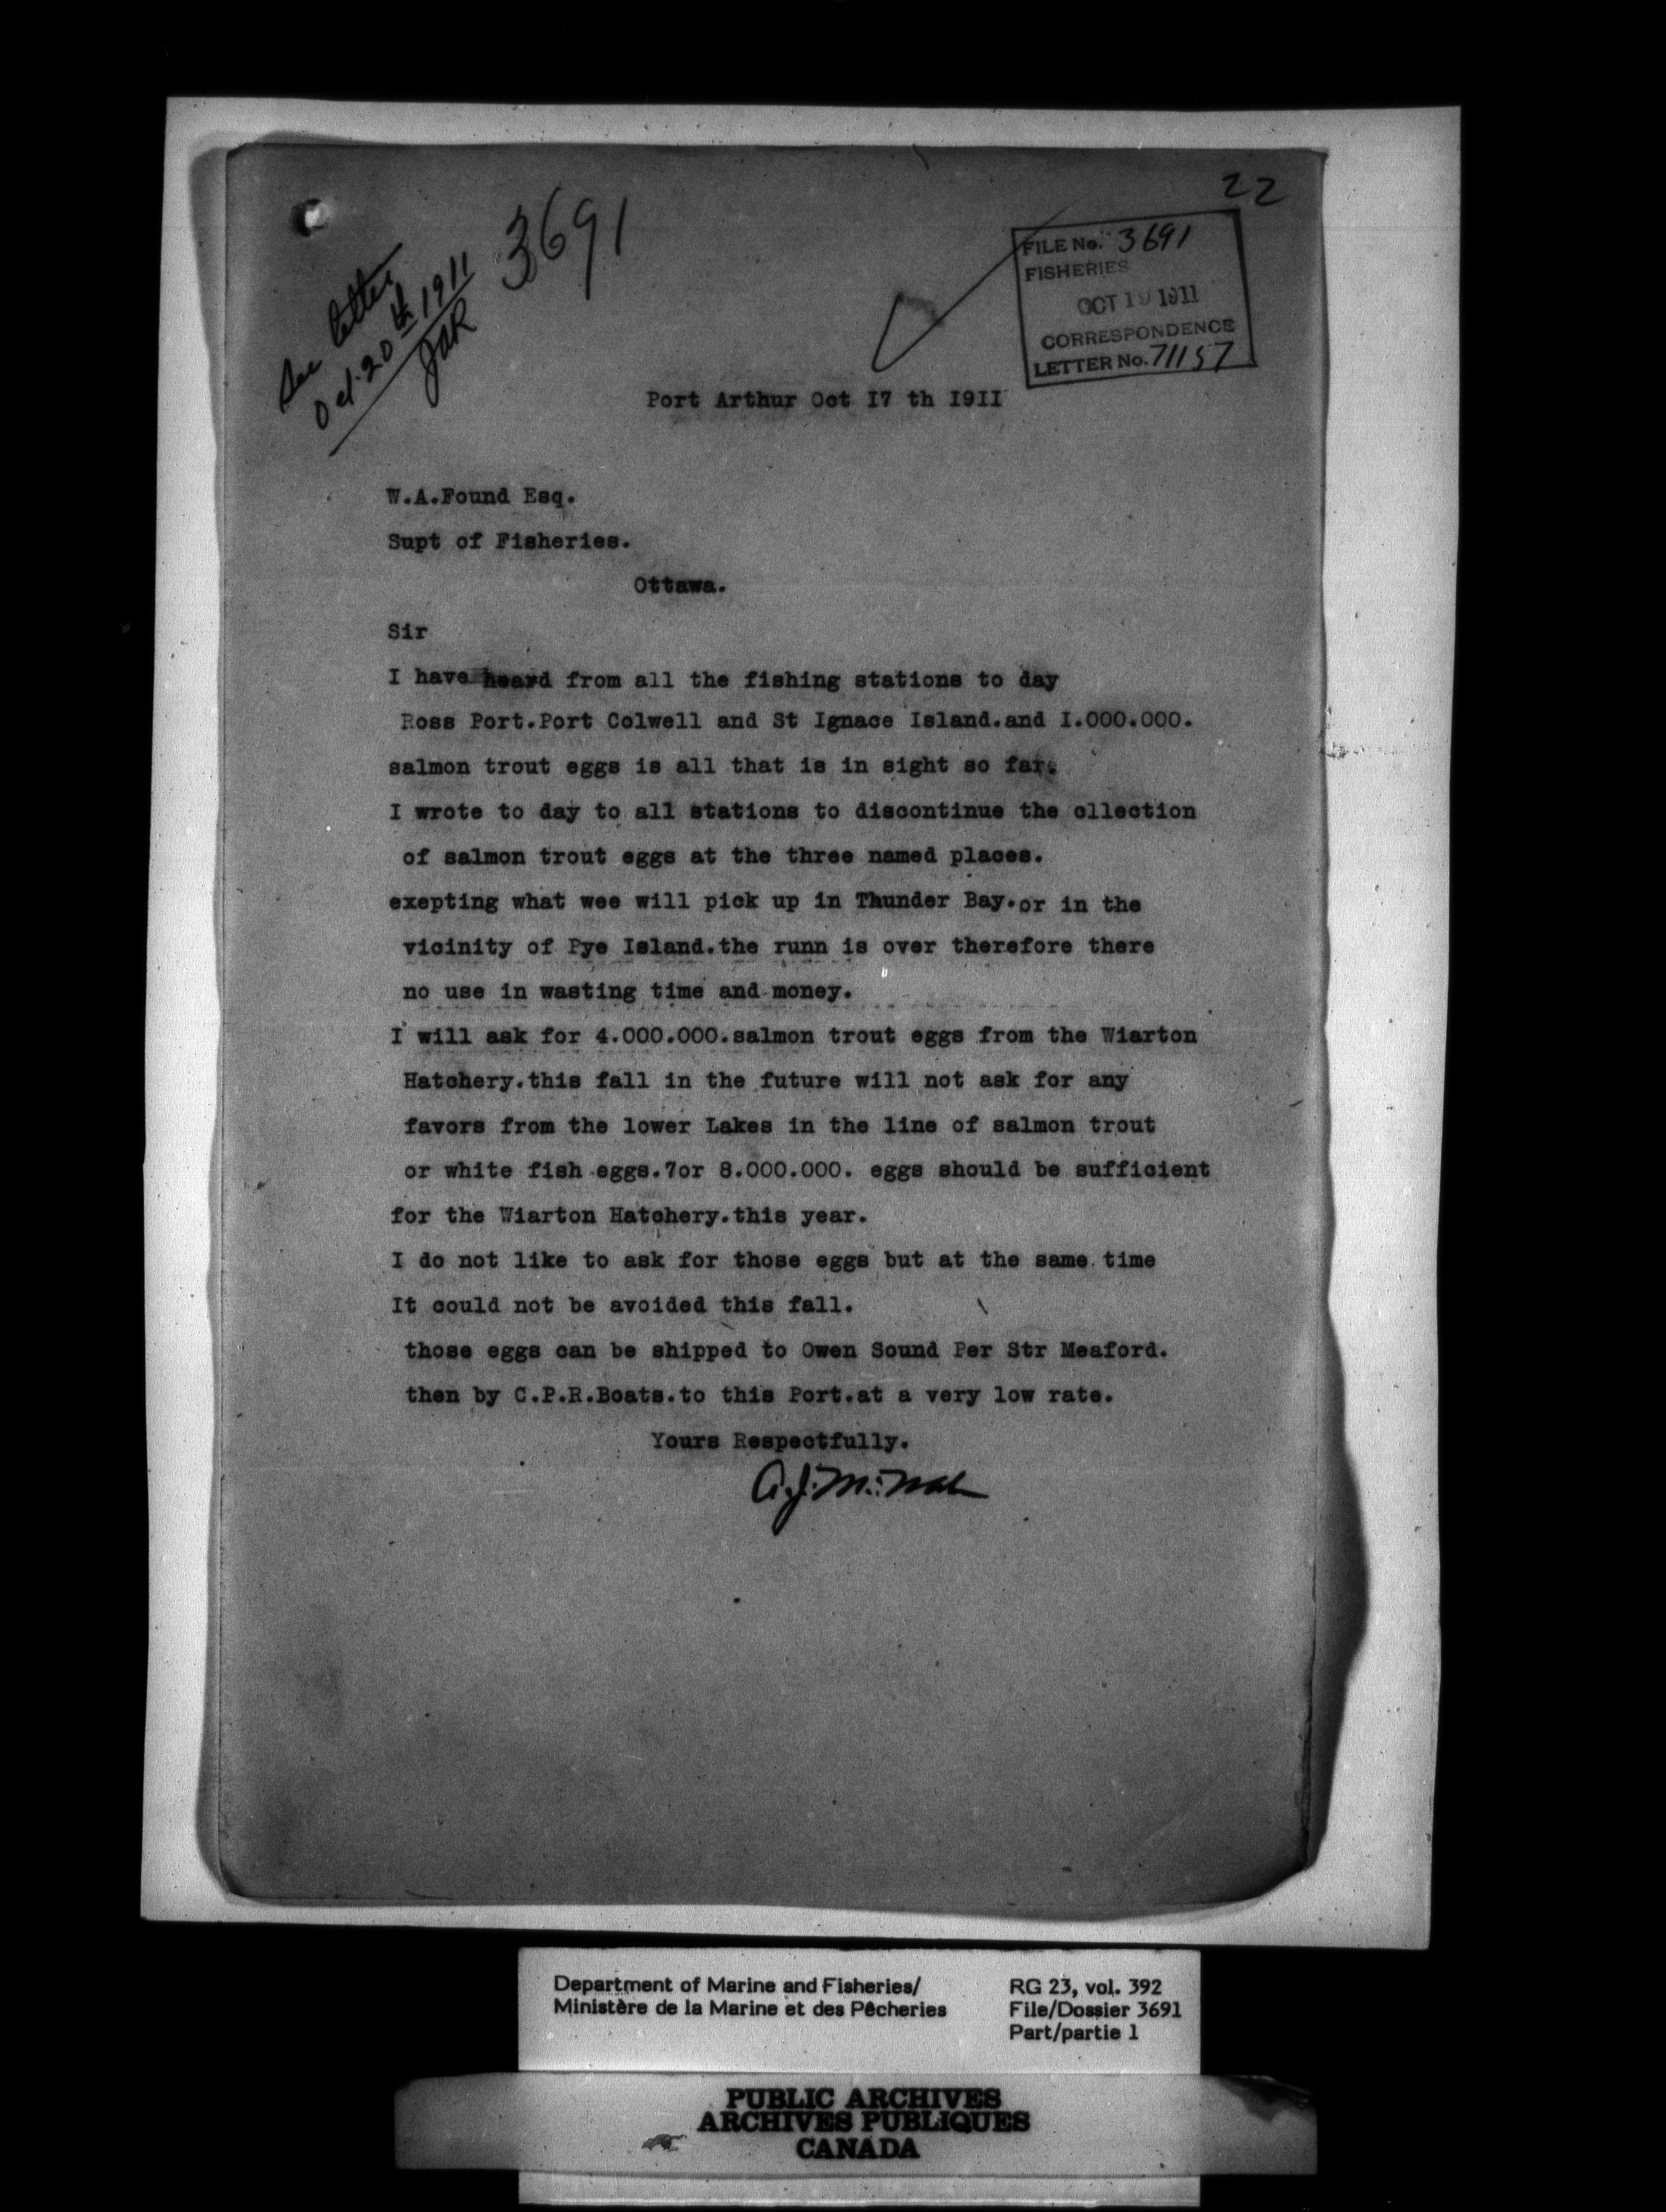 22
3691
See letter
Oct. 20th 1911
JAR
FILE No. 3691
FISHERIES
OCT 19 1911
CORRESPONDENCE
LETTER No. 71157
Port Arthur Oct I7 th I9II
W.A.Found Esq.
Supt of Fisheries.
Ottawa.
Sir
I have heard from all the fishing stations to day
Ross Port.Port Colwell and St Ignace Island.and I.000.000.
salmon trout eggs is all that is in sight so far.
I wrote to day to all stations to discontinue the cllection
of salmon trout eggs at the three named places.
exepting what wee will pick up in Thunder Bay.or in the
vicinity of Pye Island.the runn is over therefore there
no use in wasting time and money.
I will ask for 4.000.000.salmon trout eggs from the Wiarton
Hatchery.this fall in the future will not ask for any
favors from the lower Lakes in the line of salmon trout
or white fish eggs.7or 8.000.000. eggs should be sufficient
for the Wiarton Hatchery.this year.
I do not like to ask for those eggs but at the same time
It could not be avoided this fall.
those eggs can be shipped to Owen Sound Per Str Meaford.
then by C.P.R.Boats.to this Port.at a very low rate.
Yours Respectfully.
Department of Marine and Fisheries/
Ministère de la Marine et des Pêcheries
RG 23, vol. 392
File/Dossier 3691
Part/partie 1
PUBLIC ARCHIVES
ARCHIVES PUBLIQUES
CANADA